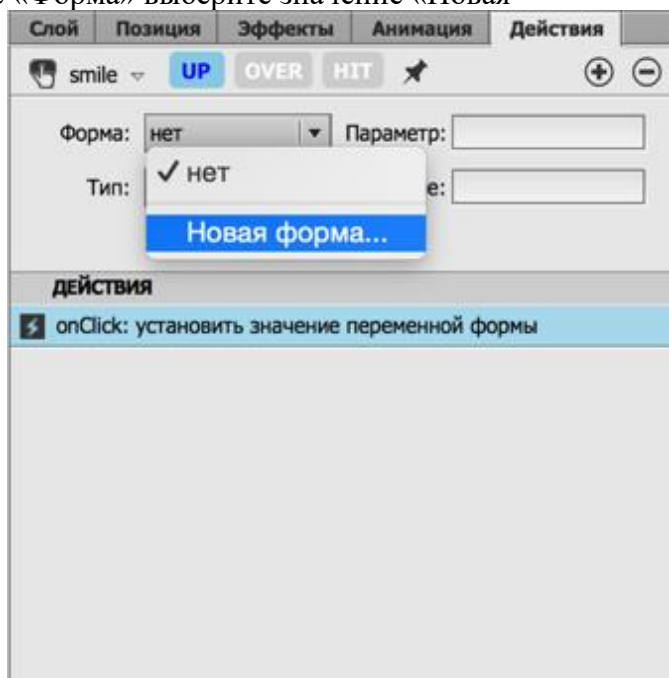 «Форма» выберите значение «Новая
Слой Позиция Эффекты Анимация Действия
smile UP OVER HIT
Форма: нет Параметр:
✓ нет
Тип: е:
Новая форма...
ДЕЙСТВИЯ
onClick: установить значение переменной формы